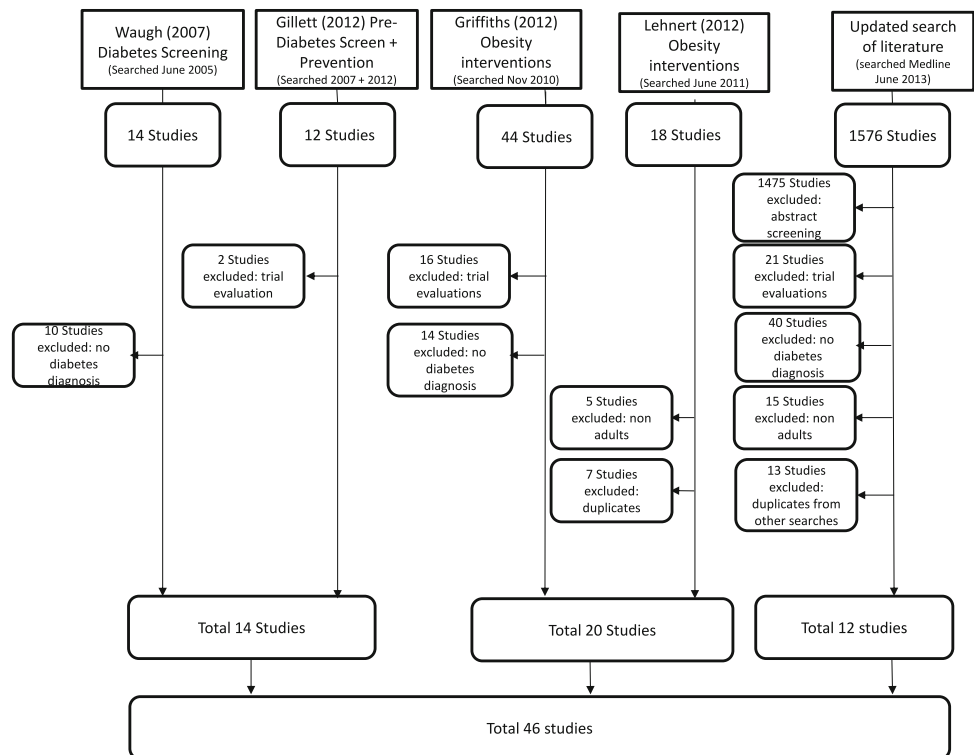 Waugh (2007)
Diabetes Screening
(Searched June 2005)
Gillett (2012) Pre-
Diabetes Screen +
Prevention
(Searched 2007 + 2012)
Griffiths (2012)
Obesity
interventions
(Searched Nov 2010)
Lehnert (2012)
Obesity
interventions
(Searched June 2011)
Updated search
of literature
(searched Medline
June 2013)
14 Studies
12 Studies
44 Studies
18 Studies
1576 Studies
1475 Studies
excluded:
abstract
screening
2 Studies
excluded: trial
evaluation
16 Studies
excluded: trial
evaluations
21 Studies
excluded: trial
evaluations
10 Studies
excluded: no
diabetes
diagnosis
14 Studies
excluded: no
diabetes
diagnosis
40 Studies
excluded: no
diabetes
diagnosis
5 Studies
excluded: non
adults
15 Studies
excluded: non
adults
7 Studies
excluded:
duplicates
13 Studies
excluded:
duplicates from
other searches
Total 14 Studies
Total 20 Studies
Total 12 studies
Total 46 studies